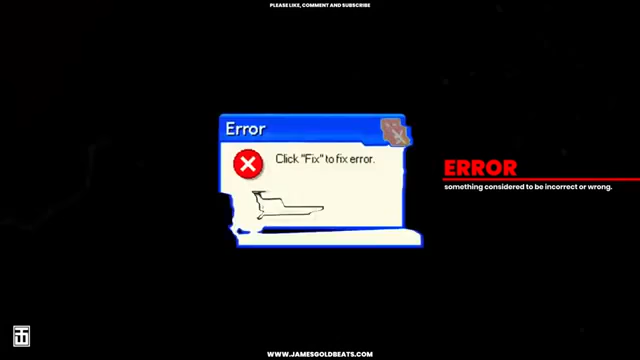 PLEASE LIKE, COMMENT AND SUBSCRIBE
Error
Click "Fix" to fix error.
ERROR
something considered to be incorrect or wrong.
WWW.JAMESGOLDBEATS.COM